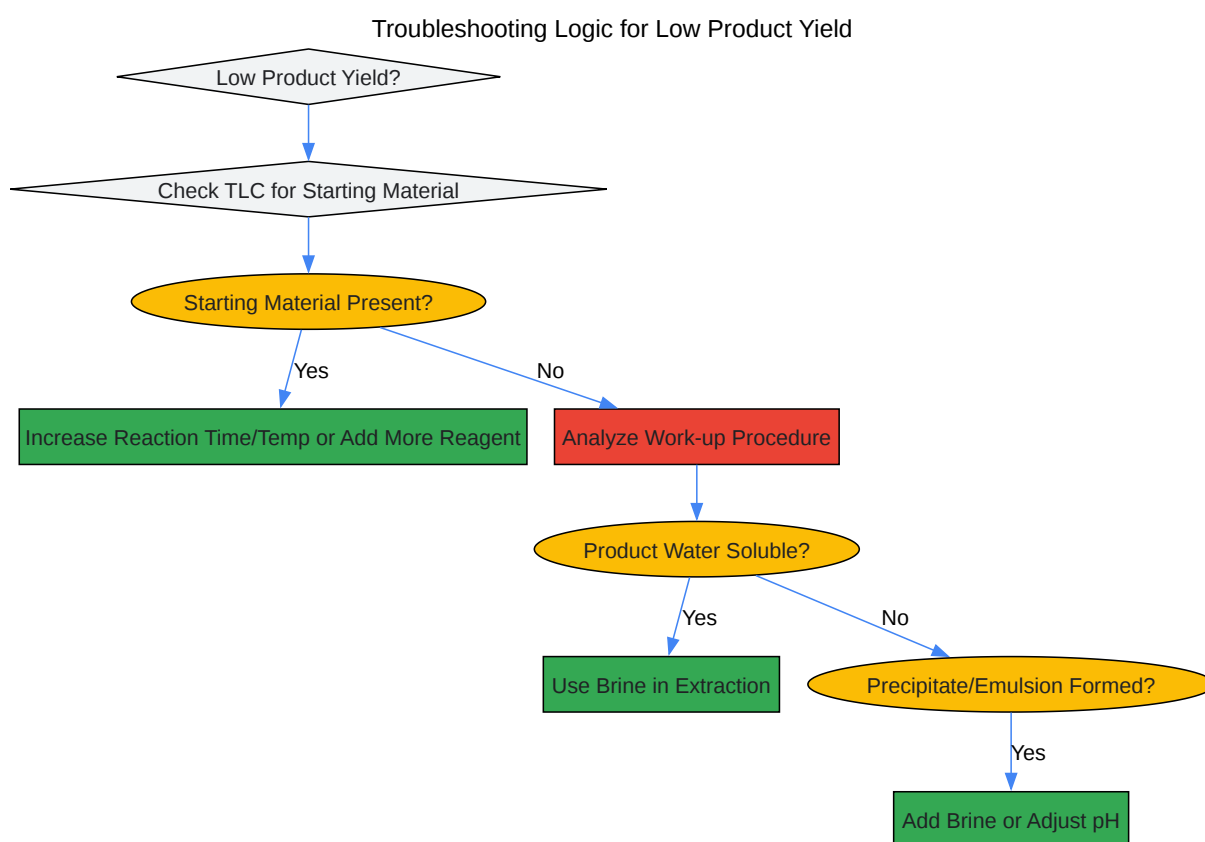 Troubleshooting Logic for Low Product Yield
Low Product Yield?
Check TLC for Starting Material
Starting Material Present?
Yes
No
Increase Reaction Time/Temp or Add More Reagent
Analyze Work-up Procedure
Product Water Soluble?
Yes
No
Use Brine in Extraction
Precipitate/Emulsion Formed?
Yes
Add Brine or Adjust pH